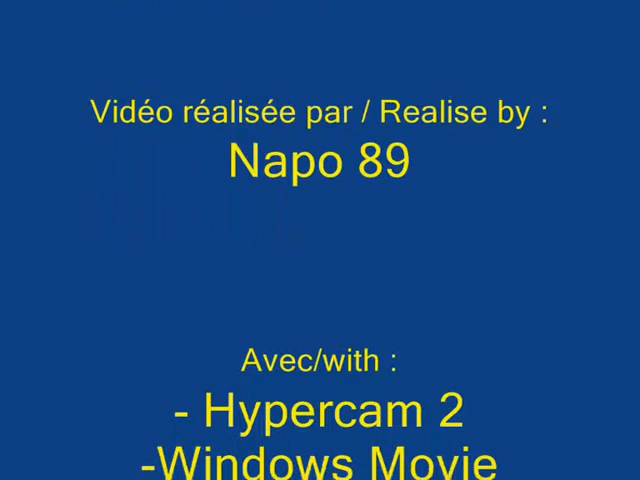 Vidéo réalisée par / Realise by :
Napo 89
Avec/with :
- Hypercam 2
-Windows Movie